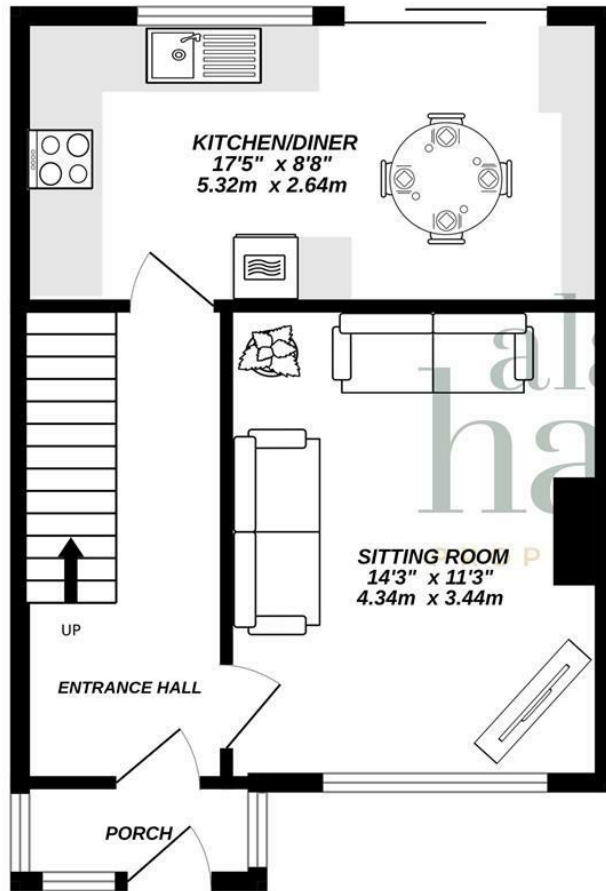 KITCHEN/DINER
17'5" x 8'8"
5.32m x 2.64m
SITTING ROOM
14'3" x 11'3"
4.34m x 3.44m
UP
ENTRANCE HALL
PORCH